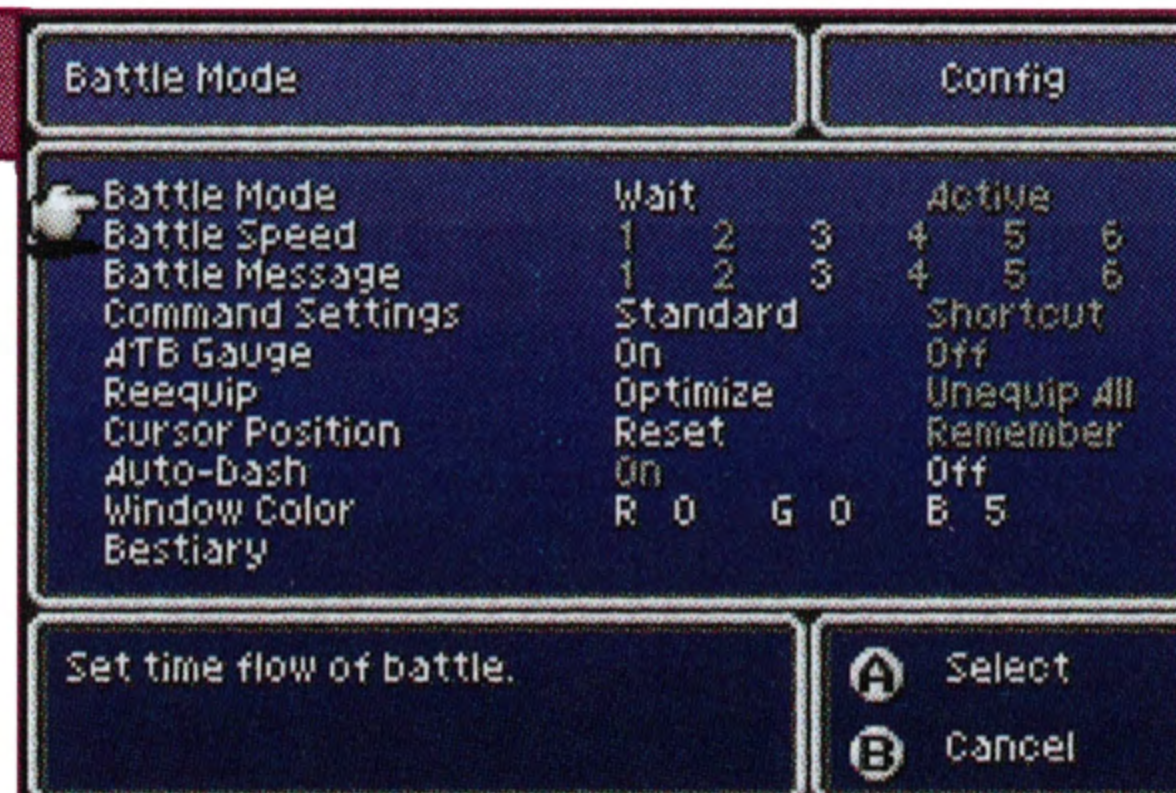 Battle Mode
Config
Battle Mode Wait Active
Battle Speed 1 2 3 4 5 6
Battle Message 1 2 3 4 5 6
Command Settings Standard Shortcut
ATB Gauge On Off
Reequip Optimize Unequip All
Cursor Position Reset Remember
Auto-Dash On Off
Window Color R 0 G 0 B 5
Bestiary
Set time flow of battle.
A Select
B Cancel